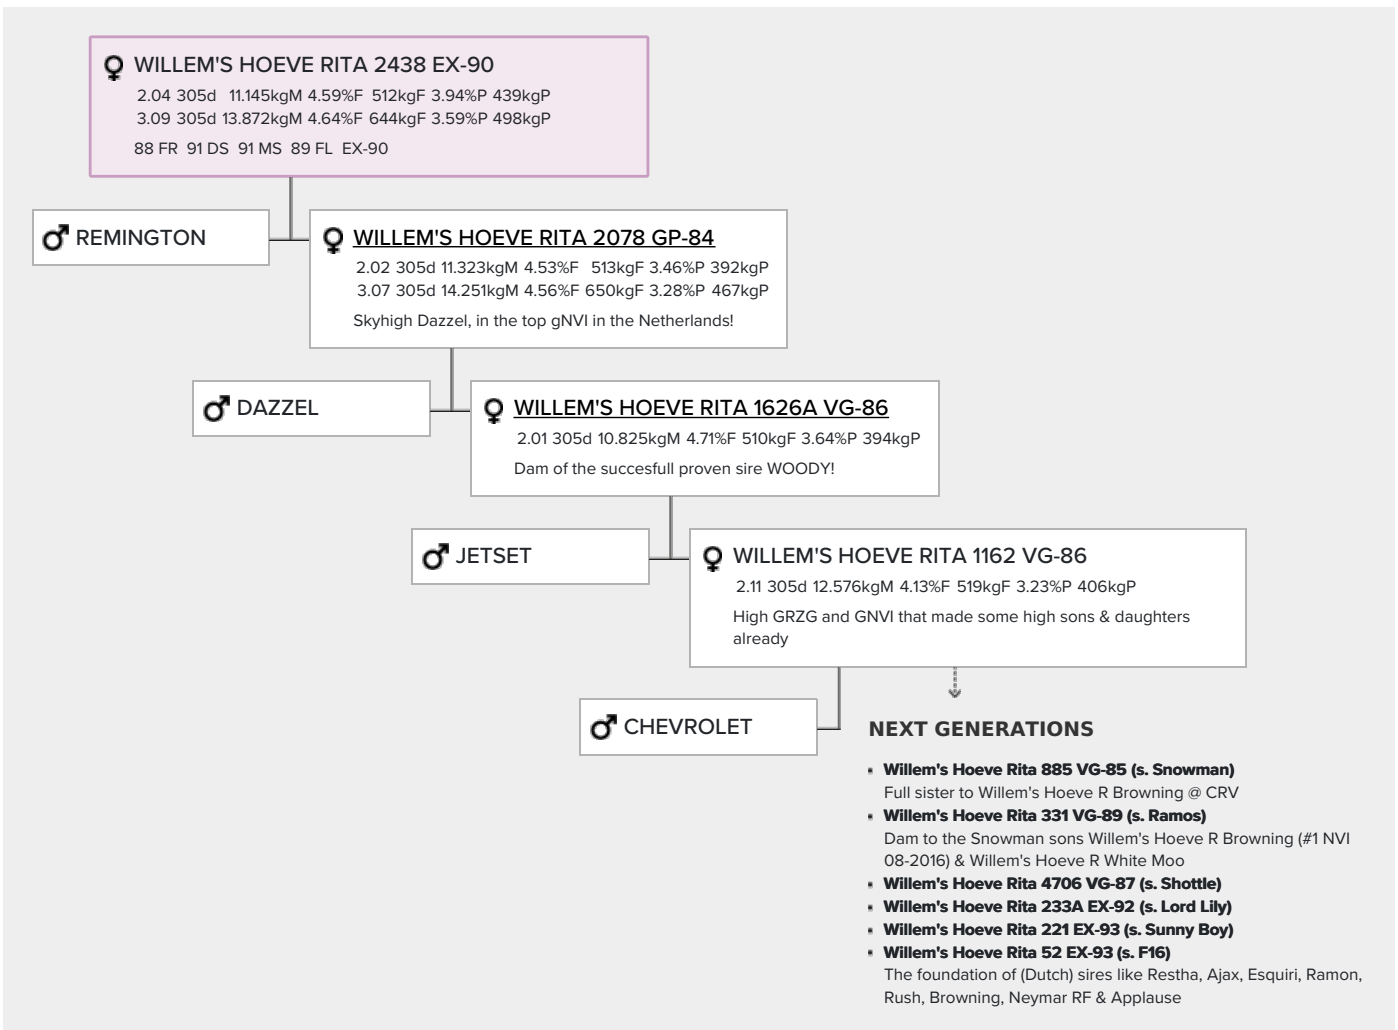 WILLEM'S HOEVE RITA 2438 EX-90
2.04 305d 11.145kgM 4.59%F 512kgF 3.94%P 439kgP
3.09 305d 13.872kgM 4.64%F 644kgF 3.59%P 498kgP
88 FR 91 DS 91 MS 89 FL EX-90
REMINGTON
WILLEM'S HOEVE RITA 2078 GP-84
2.02 305d 11.323kgM 4.53%F 513kgF 3.46%P 392kgP
3.07 305d 14.251kgM 4.56%F 650kgF 3.28%P 467kgP
Skyhigh Dazzel, in the top gNVI in the Netherlands!
DAZZEL
WILLEM'S HOEVE RITA 1626A VG-86
2.01 305d 10.825kgM 4.71%F 510kgF 3.64%P 394kgP
Dam of the succesfull proven sire WOODY!
JETSET
WILLEM'S HOEVE RITA 1162 VG-86
2.11 305d 12.576kgM 4.13%F 519kgF 3.23%P 406kgP
High GRZG and GNVI that made some high sons & daughters
already
CHEVROLET
NEXT GENERATIONS
Willem's Hoeve Rita 885 VG-85 (s. Snowman)
Full sister to Willem's Hoeve R Browning @ CRV
Willem's Hoeve Rita 331 VG-89 (s. Ramos)
Dam to the Snowman sons Willem's Hoeve R Browning (#1 NVI
08-2016) & Willem's Hoeve R White Moo
Willem's Hoeve Rita 4706 VG-87 (s. Shottle)
Willem's Hoeve Rita 233A EX-92 (s. Lord Lily)
Willem's Hoeve Rita 221 EX-93 (s. Sunny Boy)
Willem's Hoeve Rita 52 EX-93 (s. F16)
The foundation of (Dutch) sires like Restha, Ajax, Esquiri, Ramon,
Rush, Browning, Neymar RF & Applause